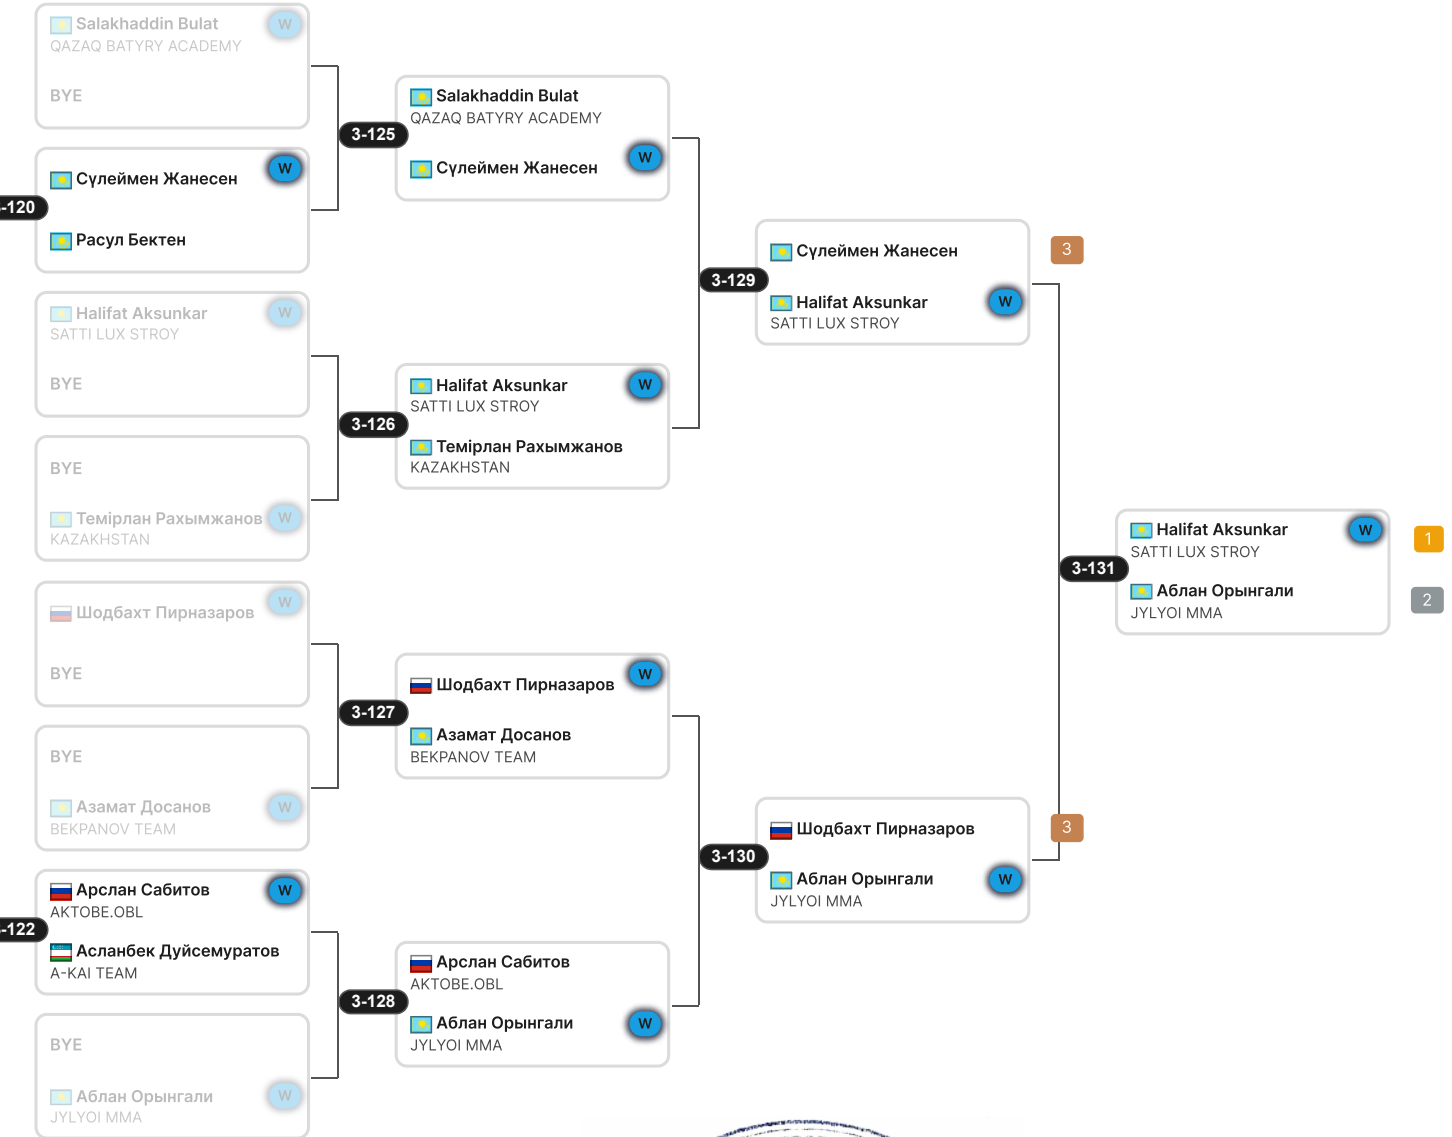 Salakhaddin Bulat W
QAZAQ BATYRY ACADEMY
BYE
-120
Сүлеймен Жанесен W
Расул Бектен
Halifat Aksunkar W
SATTI LUX STROY
BYE
BYE
Темірлан Рахымжанов W
KAZAKHSTAN
Шодбахт Пирназаров W
BYE
BYE
Азамат Досанов W
BEKPANOV TEAM
-122
Арслан Сабитов W
AKTOBE.OBL
Асланбек Дуйсемуратов
A-KAI TEAM
BYE
Аблан Орынгали W
JYLYOI MMA
3-125
Salakhaddin Bulat
QAZAQ BATYRY ACADEMY
Сүлеймен Жанесен W
3-126
Halifat Aksunkar W
SATTI LUX STROY
Темірлан Рахымжанов
KAZAKHSTAN
3-127
Шодбахт Пирназаров W
Азамат Досанов
BEKPANOV TEAM
3-128
Арслан Сабитов
AKTOBE.OBL
Аблан Орынгали W
JYLYOI MMA
3-129
Сүлеймен Жанесен 3
Halifat Aksunkar W
SATTI LUX STROY
3-130
Шодбахт Пирназаров 3
Аблан Орынгали W
JYLYOI MMA
3-131
Halifat Aksunkar W 1
SATTI LUX STROY
Аблан Орынгали 2
JYLYOI MMA